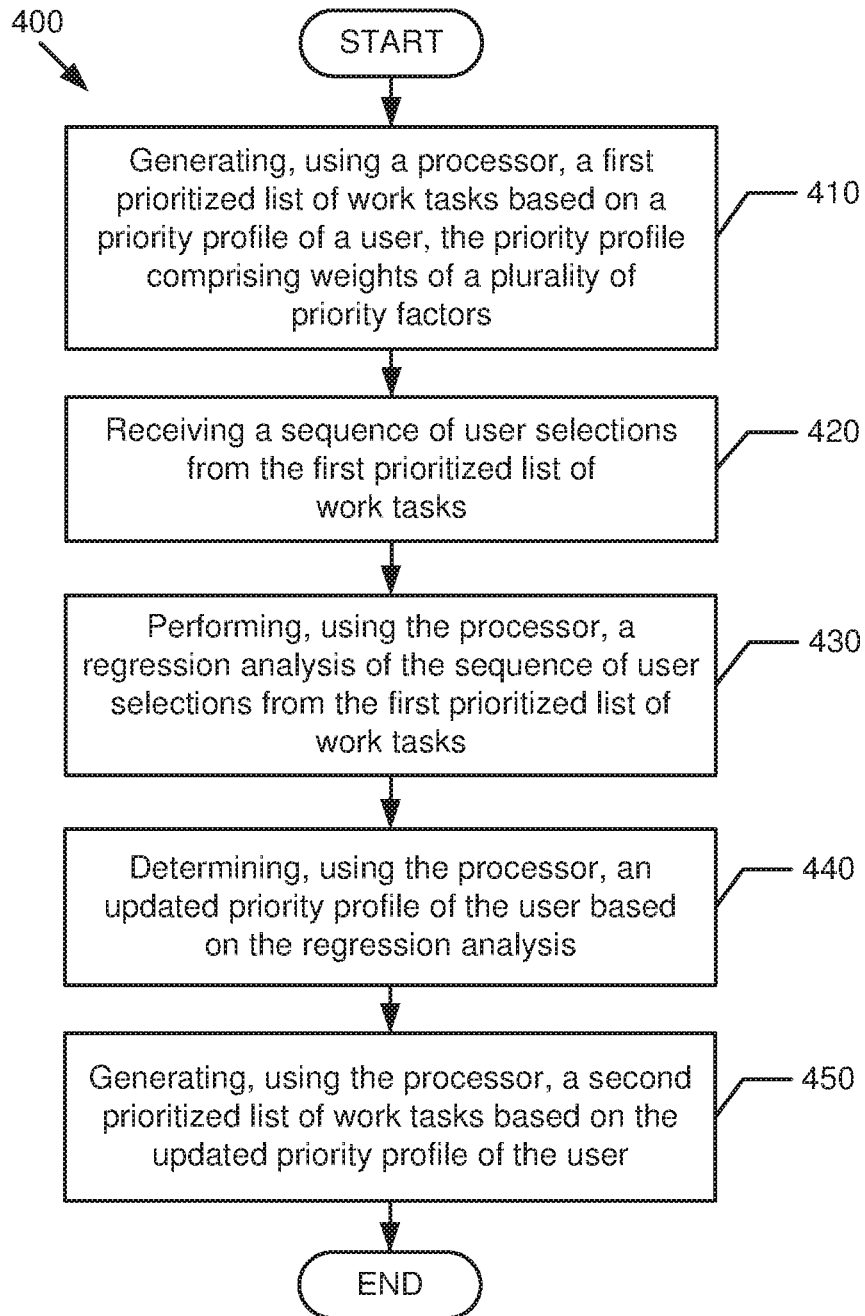 400
START
Generating, using a processor, a first
prioritized list of work tasks based on a
priority profile of a user, the priority profile
comprising weights of a plurality of
priority factors
410
Receiving a sequence of user selections
from the first prioritized list of
work tasks
420
Performing, using the processor, a
regression analysis of the sequence of user
selections from the first prioritized list of
work tasks
430
Determining, using the processor, an
updated priority profile of the user based
on the regression analysis
440
Generating, using the processor, a second
prioritized list of work tasks based on the
updated priority profile of the user
450
END